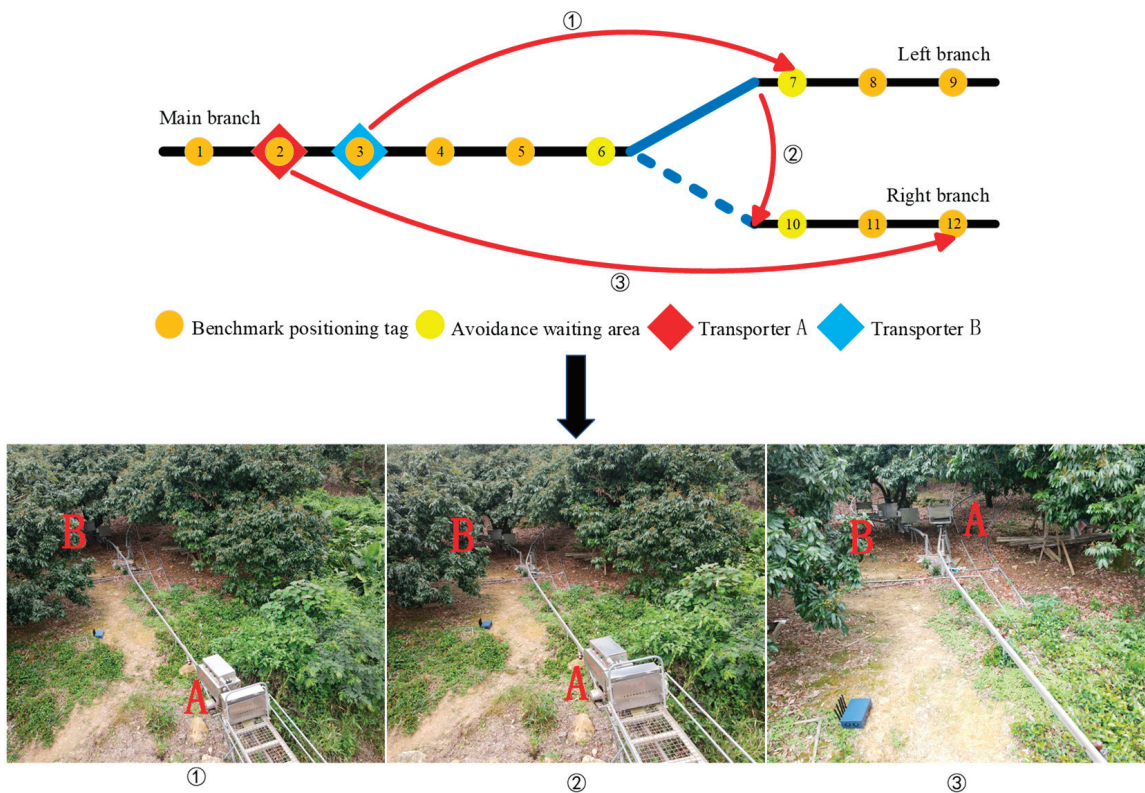 ①
Left branch
7 8 9
Main branch
1 2 3 4 5 6
②
Right branch
10 11 12
③
Benchmark positioning tag Avoidance waiting area Transporter A Transporter B
B A B A B A
① ② ③